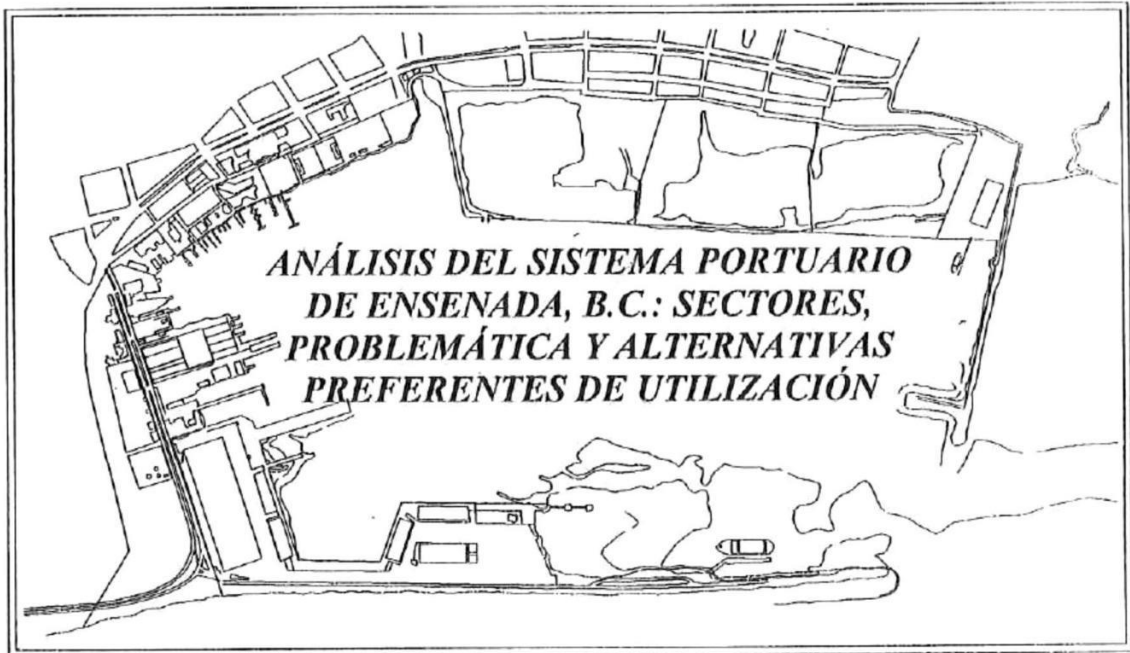 ANÁLISIS DEL SISTEMA PORTUARIO
DE ENSENADA, B.C.: SECTORES,
PROBLEMÁTICA Y ALTERNATIVAS
PREFERENTES DE UTILIZACIÓN